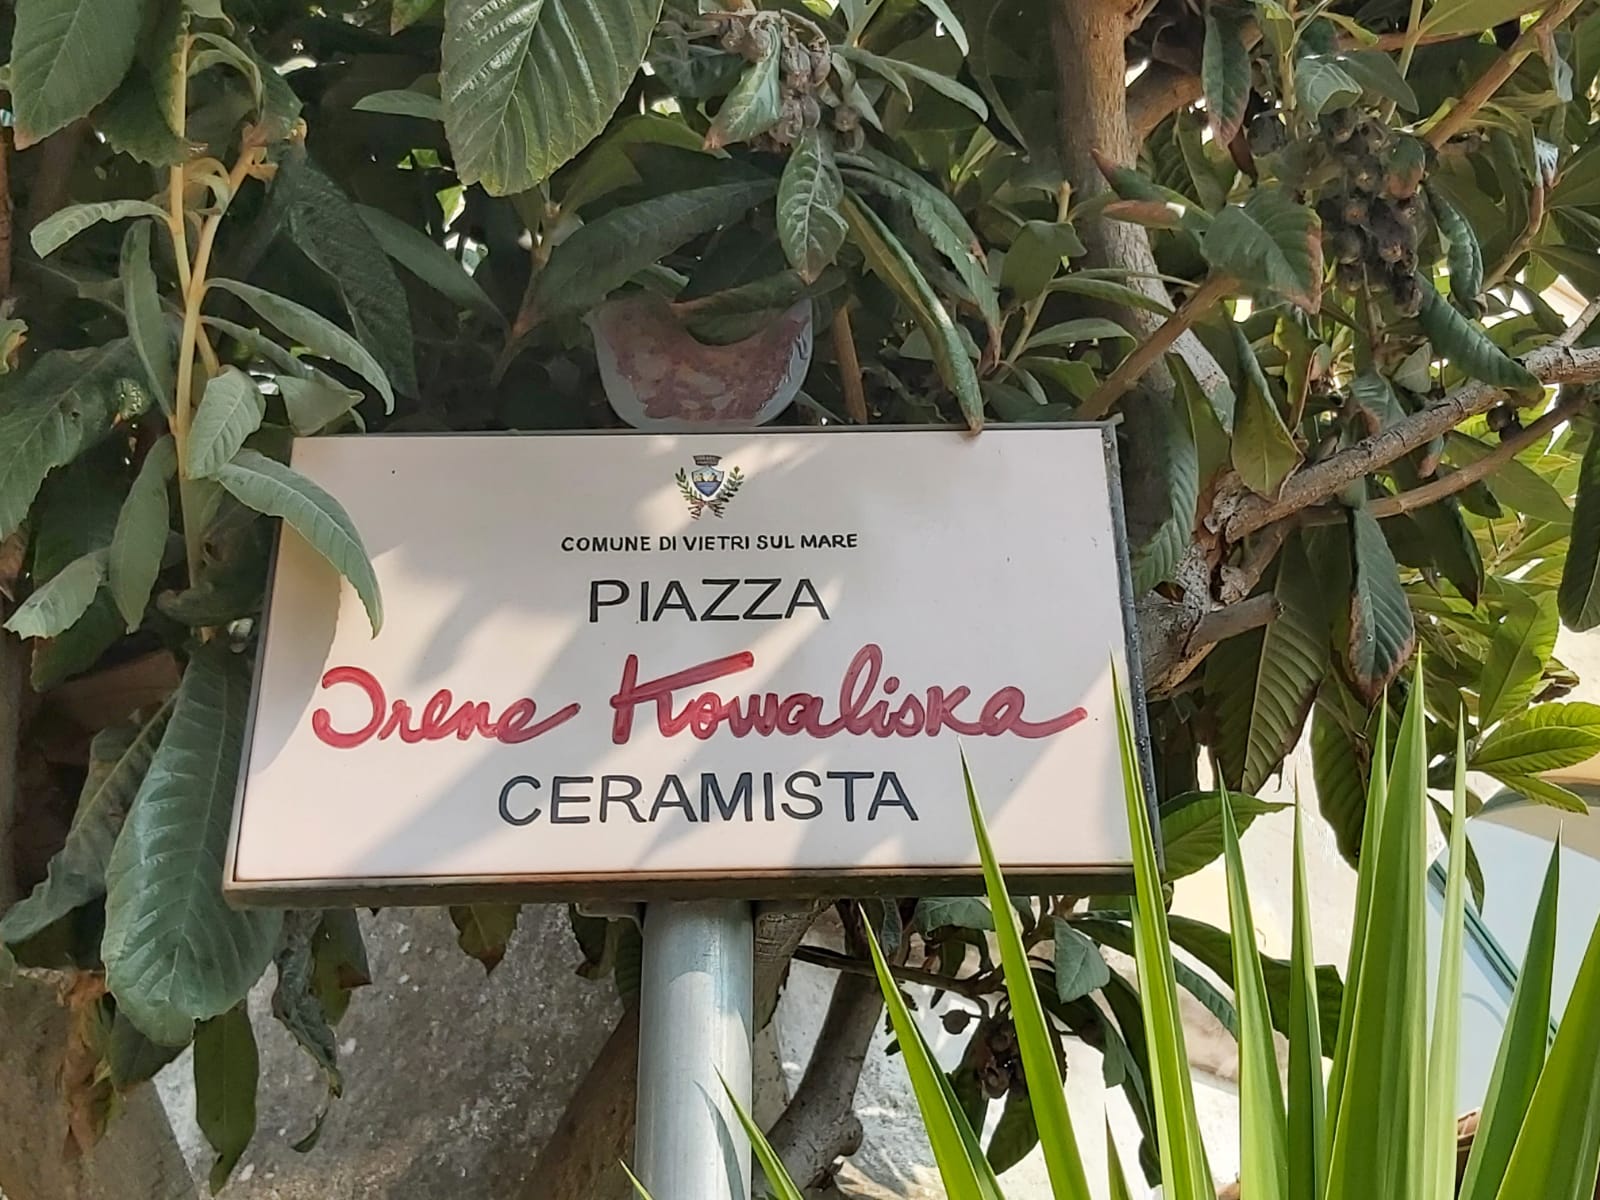 COMUNE DI VIETRI SUL MARE
PIAZZA
Irene Kowaliska
CERAMISTA